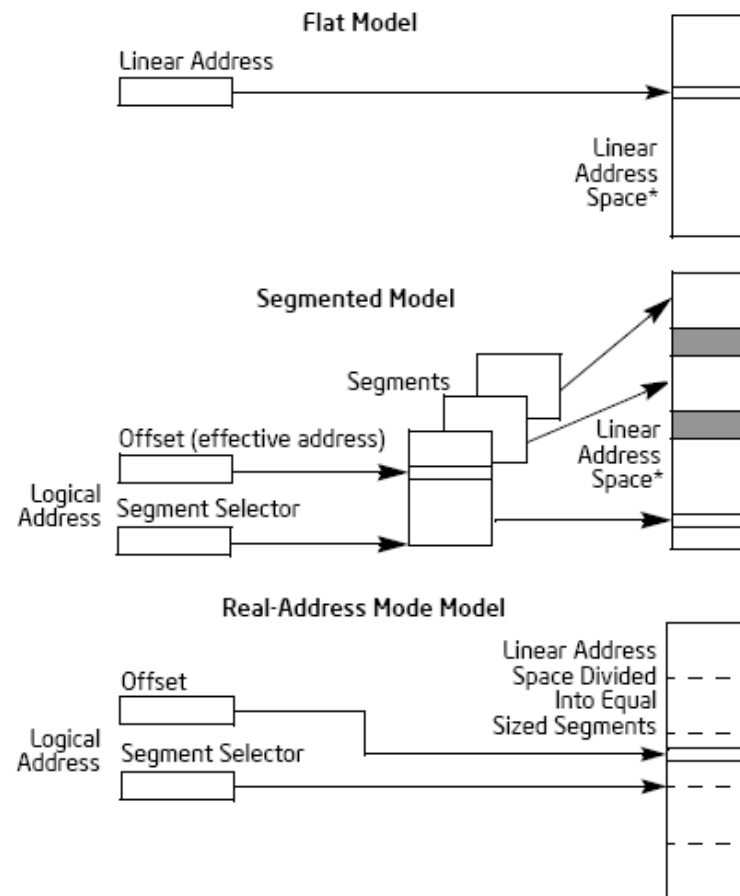 Flat Model
Linear Address
Linear
Address
Space*
Segmented Model
Segments
Offset (effective address)
Logical
Address
Segment Selector
Linear
Address
Space*
Real-Address Mode Model
Linear Address
Space Divided
Into Equal
Sized Segments
Offset
Logical
Address
Segment Selector